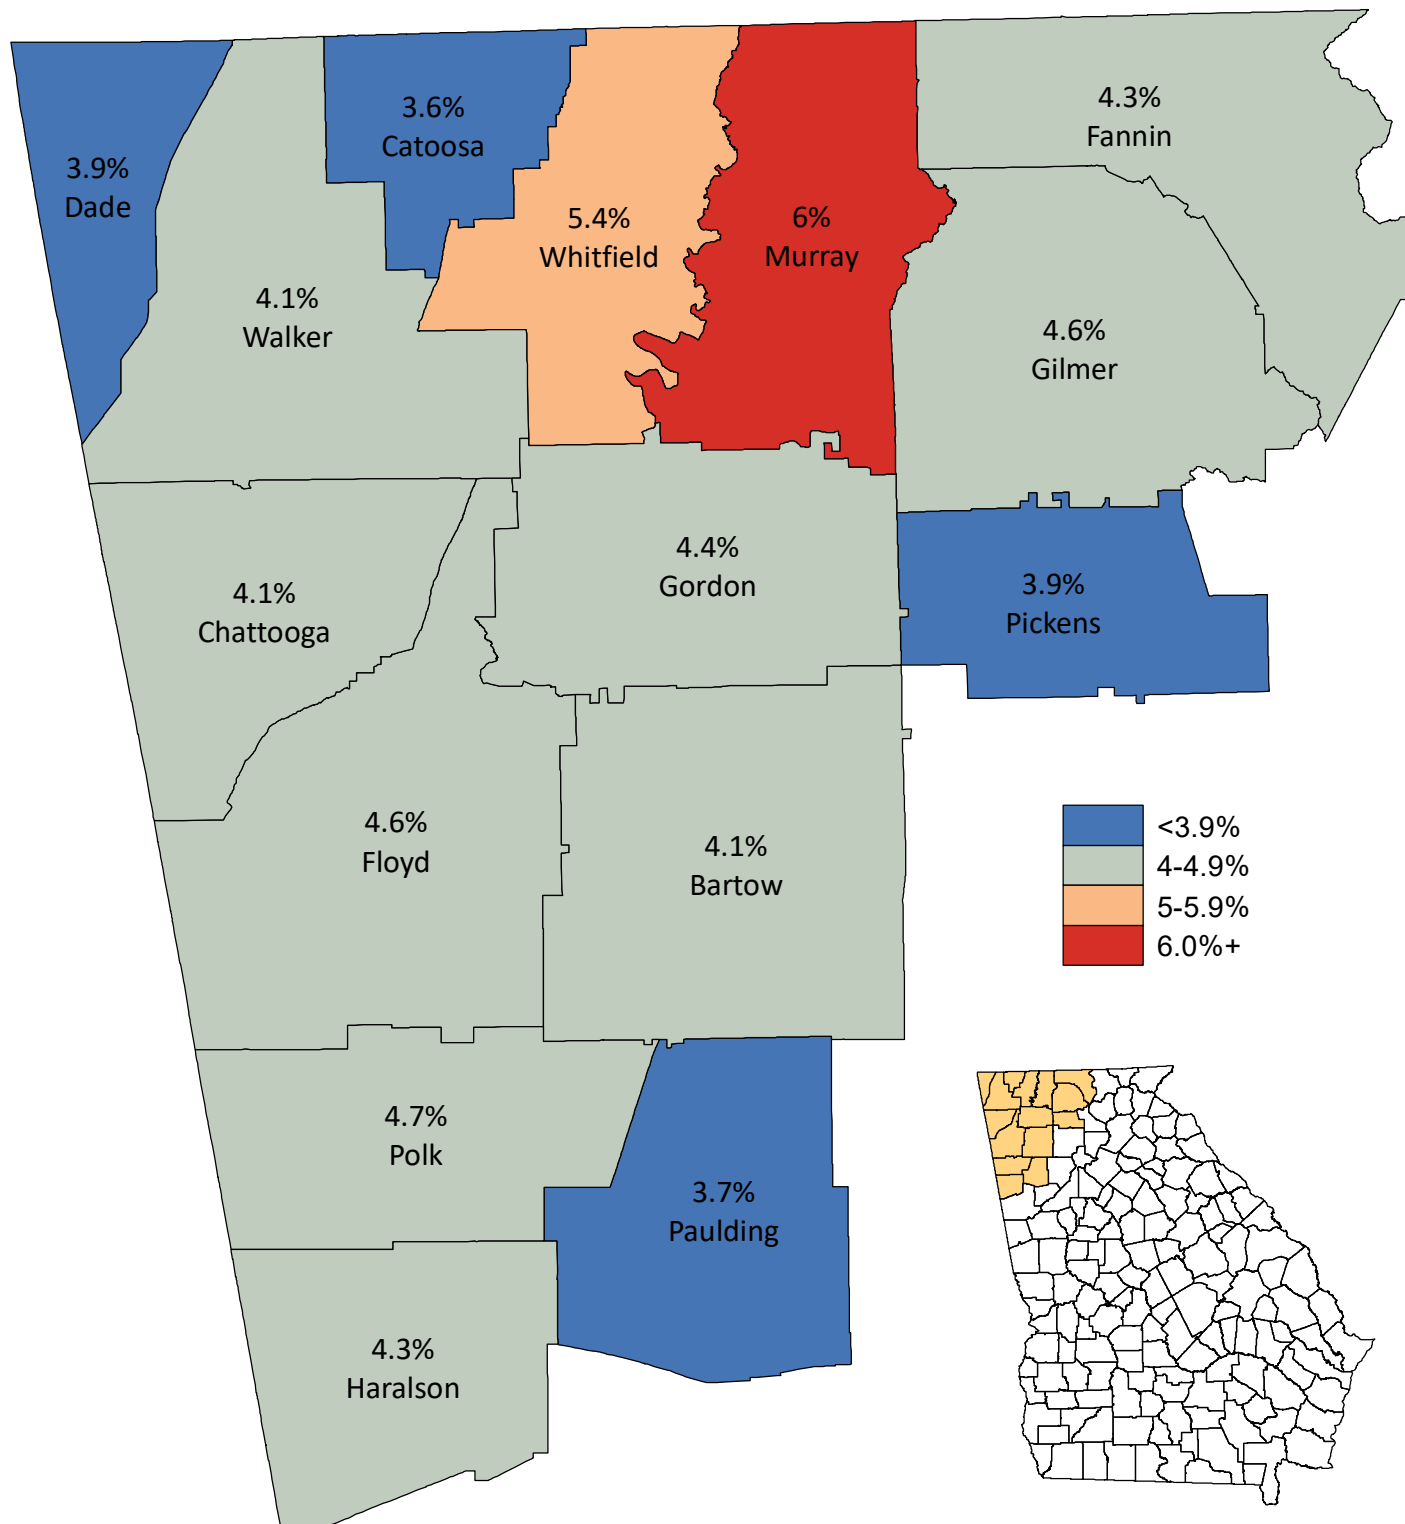 4.3%
Fannin
3.6%
Catoosa
3.9%
Dade
5.4%
Whitfield
6%
Murray
4.1%
Walker
4.6%
Gilmer
4.4%
Gordon
3.9%
Pickens
4.1%
Chattooga
4.6%
Floyd
4.1%
Bartow
<3.9%
4-4.9%
5-5.9%
6.0%+
4.7%
Polk
3.7%
Paulding
4.3%
Haralson